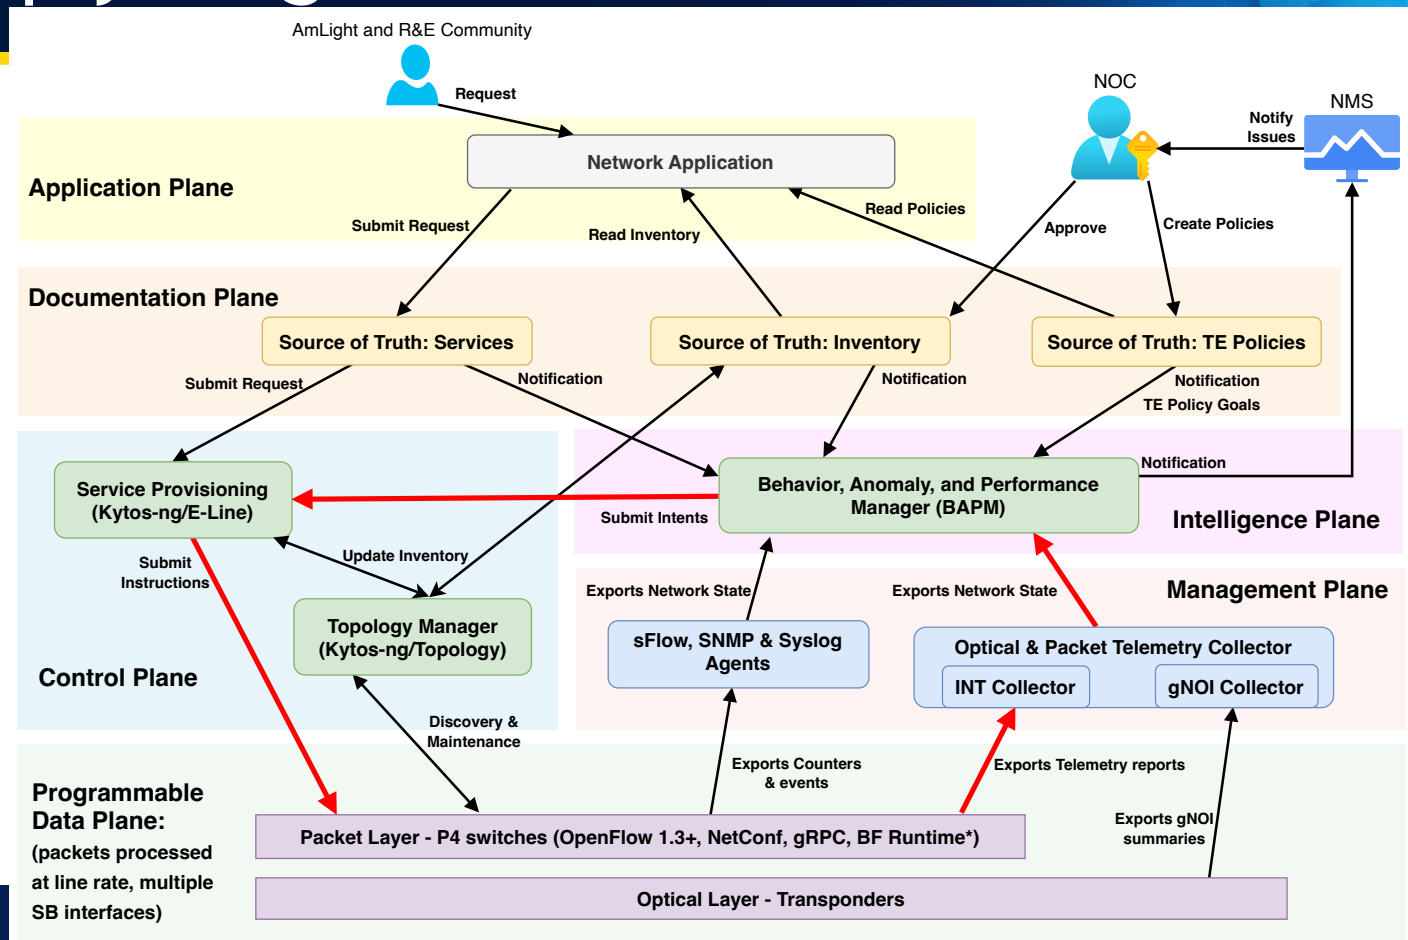 AmLight and R&E Community
Request
NOC
NMS
Notify
Issues
Network Application
Application Plane
Submit Request
Read Inventory
Read Policies
Approve
Create Policies
Documentation Plane
Source of Truth: Services
Source of Truth: Inventory
Source of Truth: TE Policies
Submit Request
Notification
Notification
Notification
TE Policy Goals
Service Provisioning
(Kytos-ng/E-Line)
Behavior, Anomaly, and Performance
Manager (BAPM)
Notification
Submit Intents
Intelligence Plane
Submit
Instructions
Update Inventory
Exports Network State
Exports Network State
Management Plane
Topology Manager
(Kytos-ng/Topology)
sFlow, SNMP & Syslog
Agents
Optical & Packet Telemetry Collector
INT Collector
gNOI Collector
Control Plane
Discovery &
Maintenance
Exports Counters
& events
Exports Telemetry reports
Exports gNOI
summaries
Programmable
Data Plane:
(packets processed
at line rate, multiple
SB interfaces)
Packet Layer - P4 switches (OpenFlow 1.3+, NetConf, gRPC, BF Runtime*)
Optical Layer - Transponders